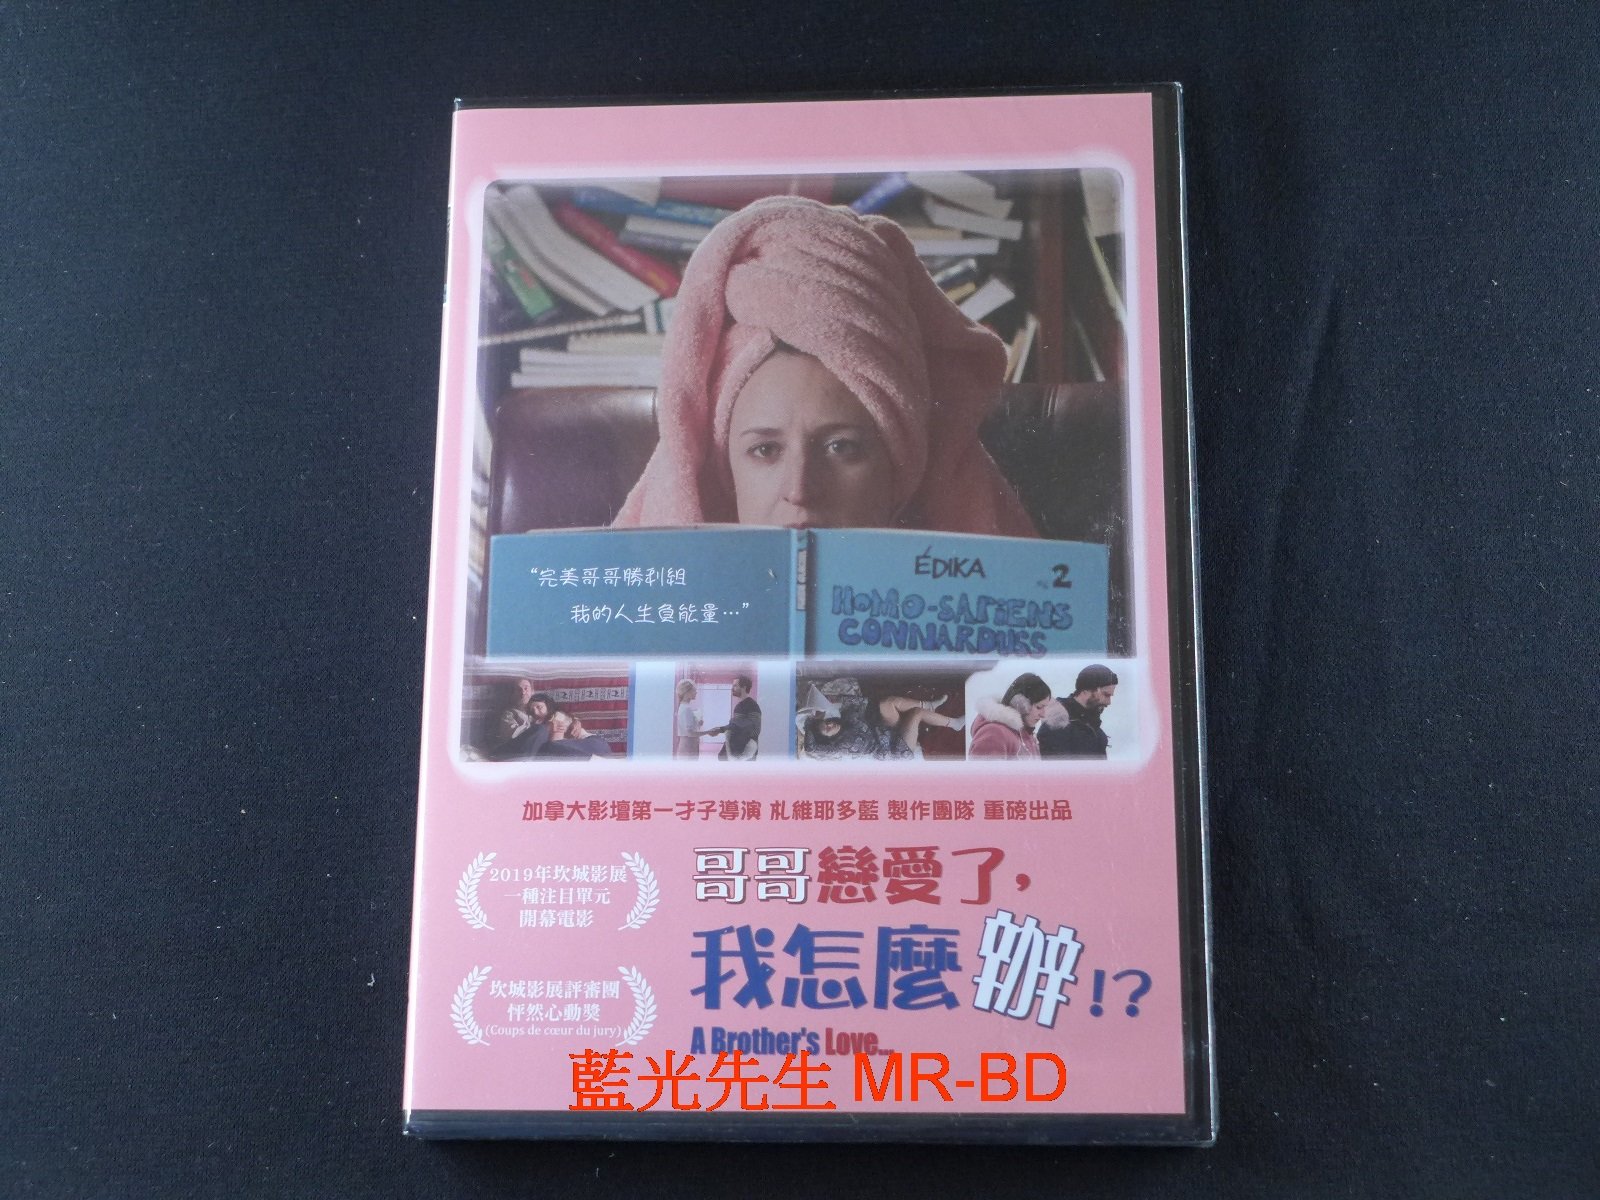 “完美哥哥勝利組
我的人生負能量…”
ÉDIKA
2
HOMO-SAPIENS
CONNARDUSS
加拿大影壇第一才子導演 札維耶多藍 製作團隊 重磅出品
2019年坎城影展
一種注目單元
開幕電影
哥哥戀愛了,
我怎麼辦!?
坎城影展評審團
怦然心動獎
(Coups de cœur du jury)
A Brother's Love...
藍光先生 MR-BD